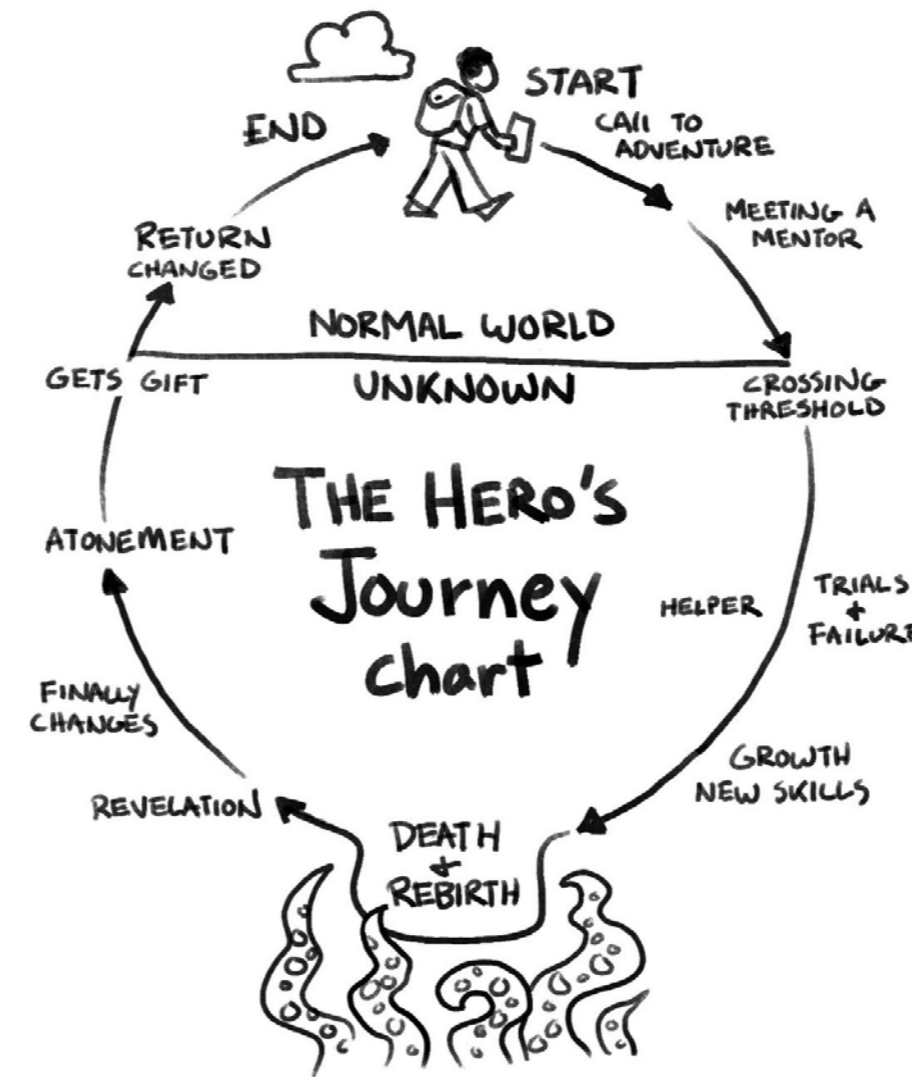 START
CAll TO
ADVENTURE
MEETING A
MENTOR
CROSSING
THRESHOLD
TRIALS
+
FAILURE
HELPER
GROWTH
NEW SKILLS
DEATH
+
REBIRTH
REVELATION
FINALLY
CHANGES
ATONEMENT
GETS GIFT
RETURN
CHANGED
END
NORMAL WORLD
UNKNOWN
THE HERO'S
Journey
chart